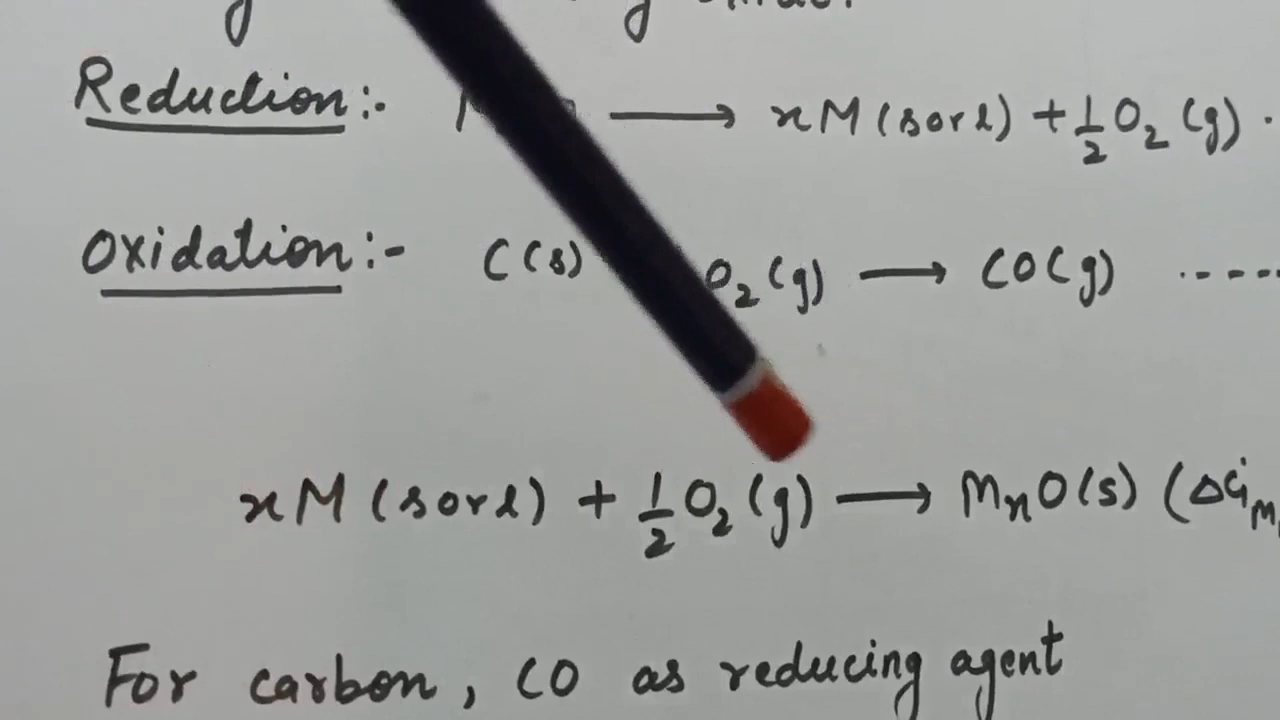 Reduction:- ⟶ xM (s or l) + 1/2 O₂ (g)
Oxidation:- C(s) O₂ (g) ⟶ CO(g) -----
xM (s or l) + 1/2 O₂ (g) ⟶ MₓO(s) (ΔG
For carbon, CO as reducing agent